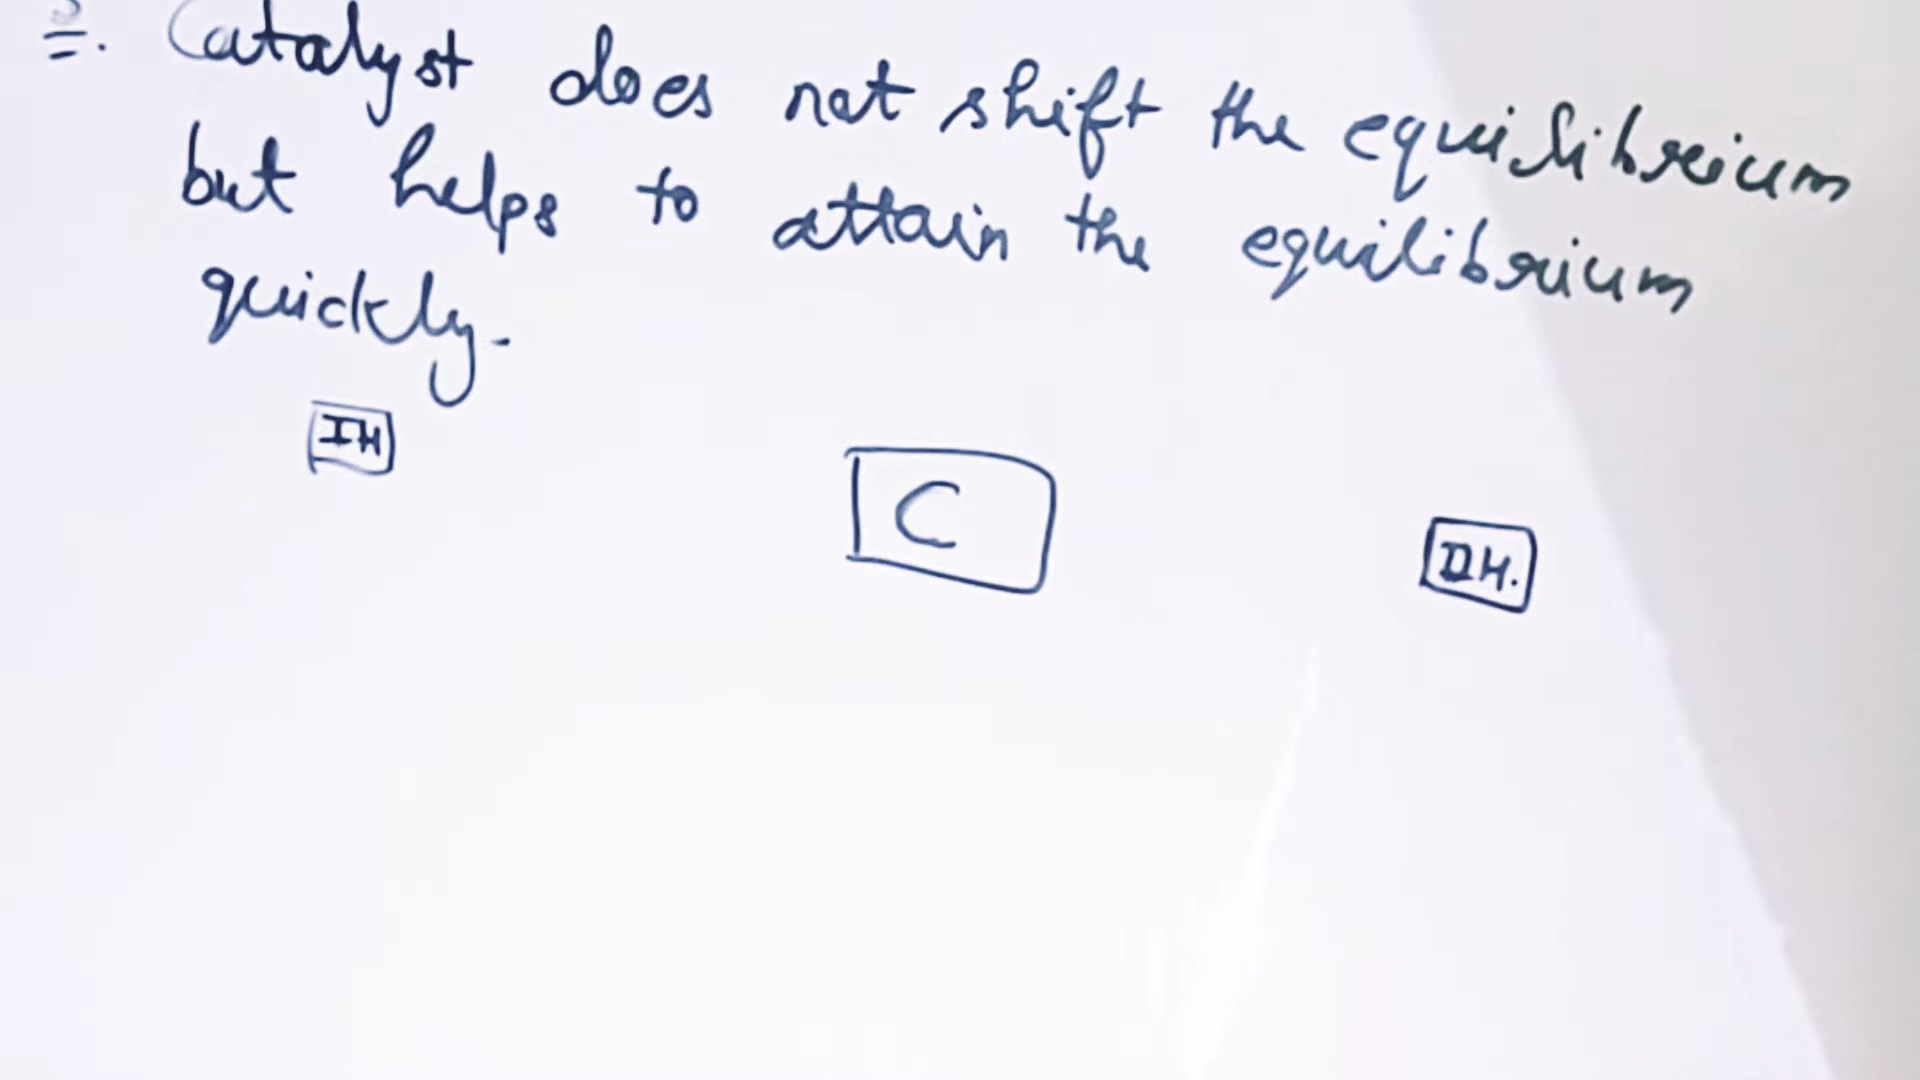 Catalyst does not shift the equilibrium
but helps to attain the equilibrium
quickly.
IH
C
DH.